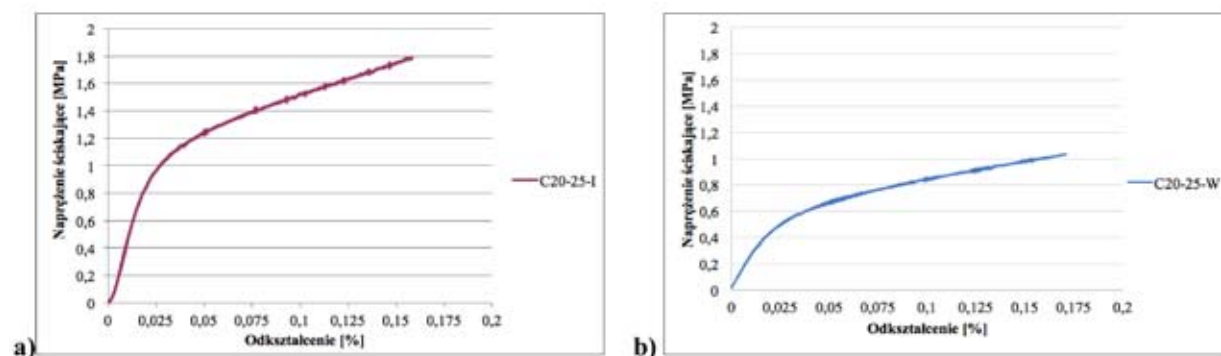 Naprężenie ściskające [MPa]
2
1,8
1,6
1,4
1,2
1
0,8
0,6
0,4
0,2
0
0 0,025 0,05 0,075 0,1 0,125 0,15 0,175 0,2
Odkształcenie [%]
C20-25-I
a)
Naprężenie ściskające [MPa]
2
1,8
1,6
1,4
1,2
1
0,8
0,6
0,4
0,2
0
0 0,025 0,05 0,075 0,1 0,125 0,15 0,175 0,2
Odkształcenie [%]
C20-25-W
b)